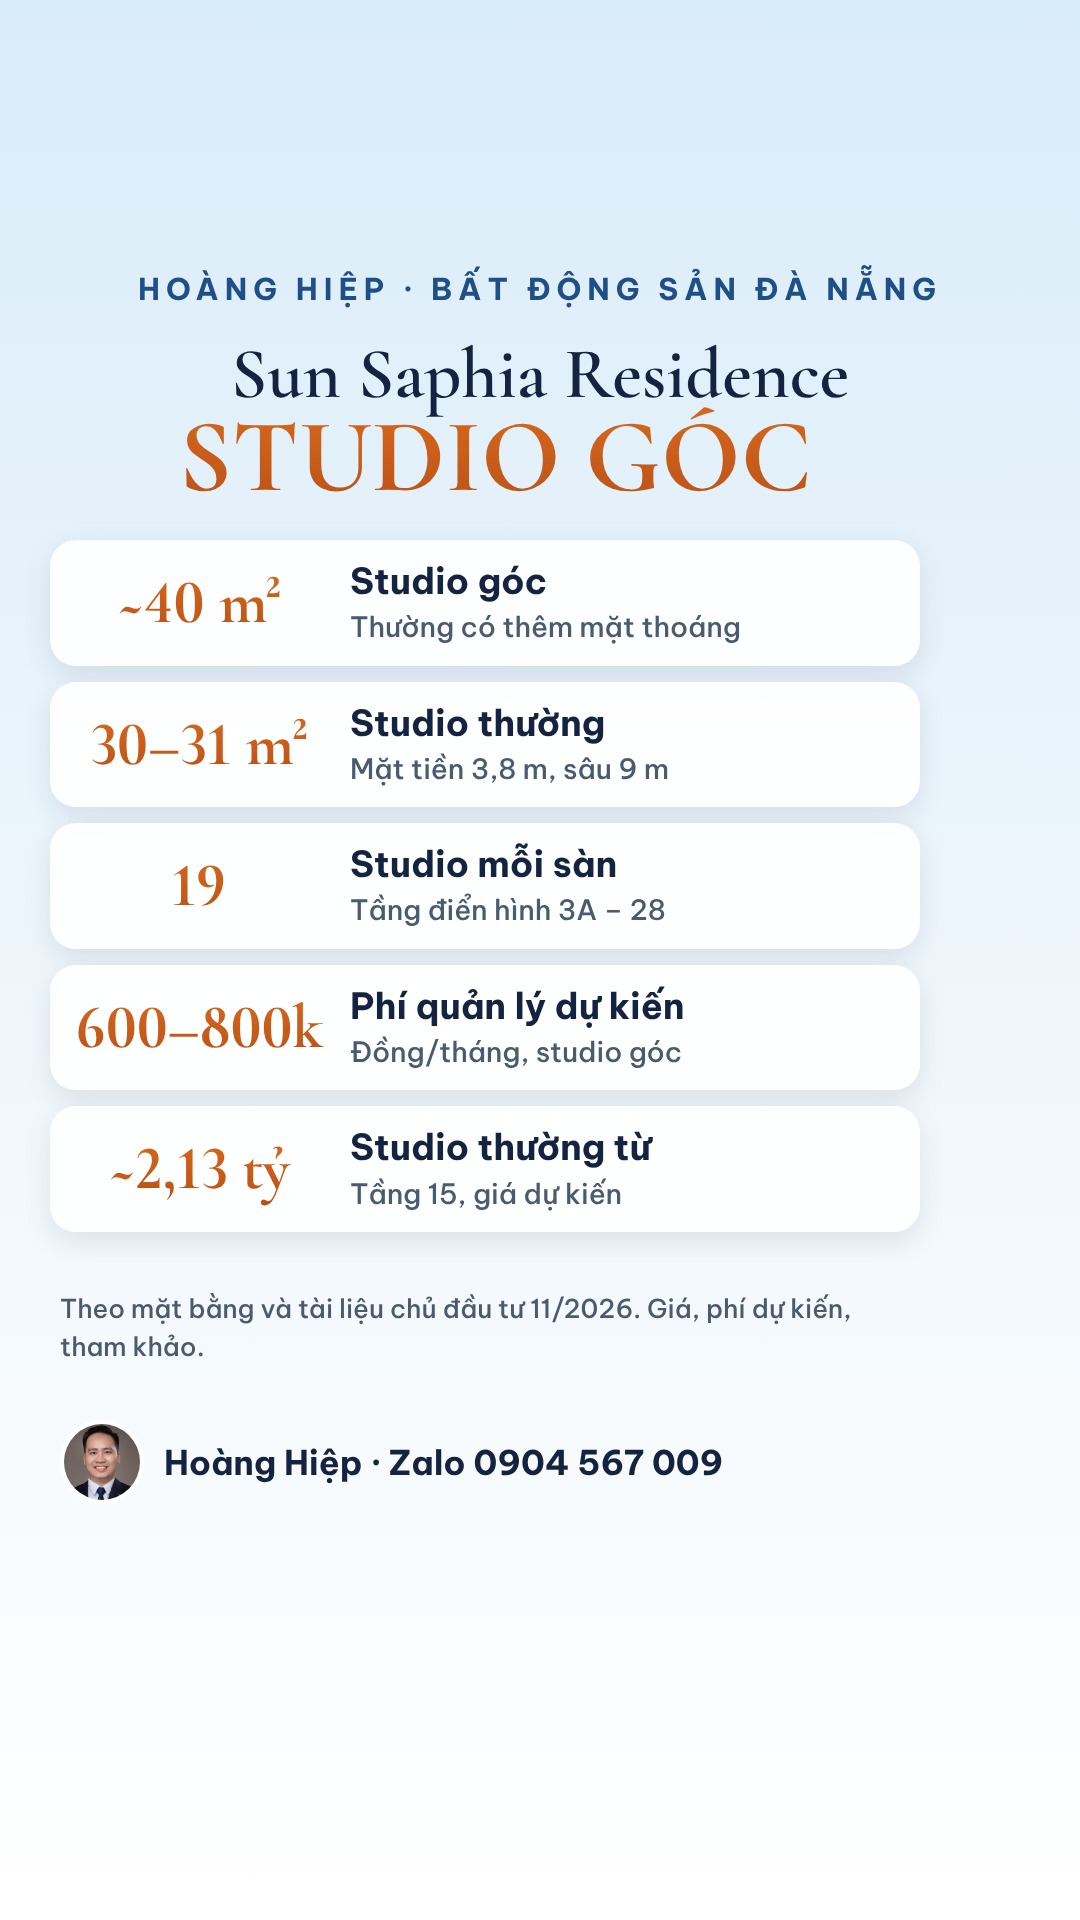 HOÀNG HIỆP · BẤT ĐỘNG SẢN ĐÀ NẴNG
Sun Saphia Residence
STUDIO GÓC
~40 m²
Studio góc
Thường có thêm mặt thoáng
30–31 m²
Studio thường
Mặt tiền 3,8 m, sâu 9 m
19
Studio mỗi sàn
Tầng điển hình 3A – 28
600–800k
Phí quản lý dự kiến
Đồng/tháng, studio góc
~2,13 tỷ
Studio thường từ
Tầng 15, giá dự kiến
Theo mặt bằng và tài liệu chủ đầu tư 11/2026. Giá, phí dự kiến,
tham khảo.
Hoàng Hiệp · Zalo 0904 567 009